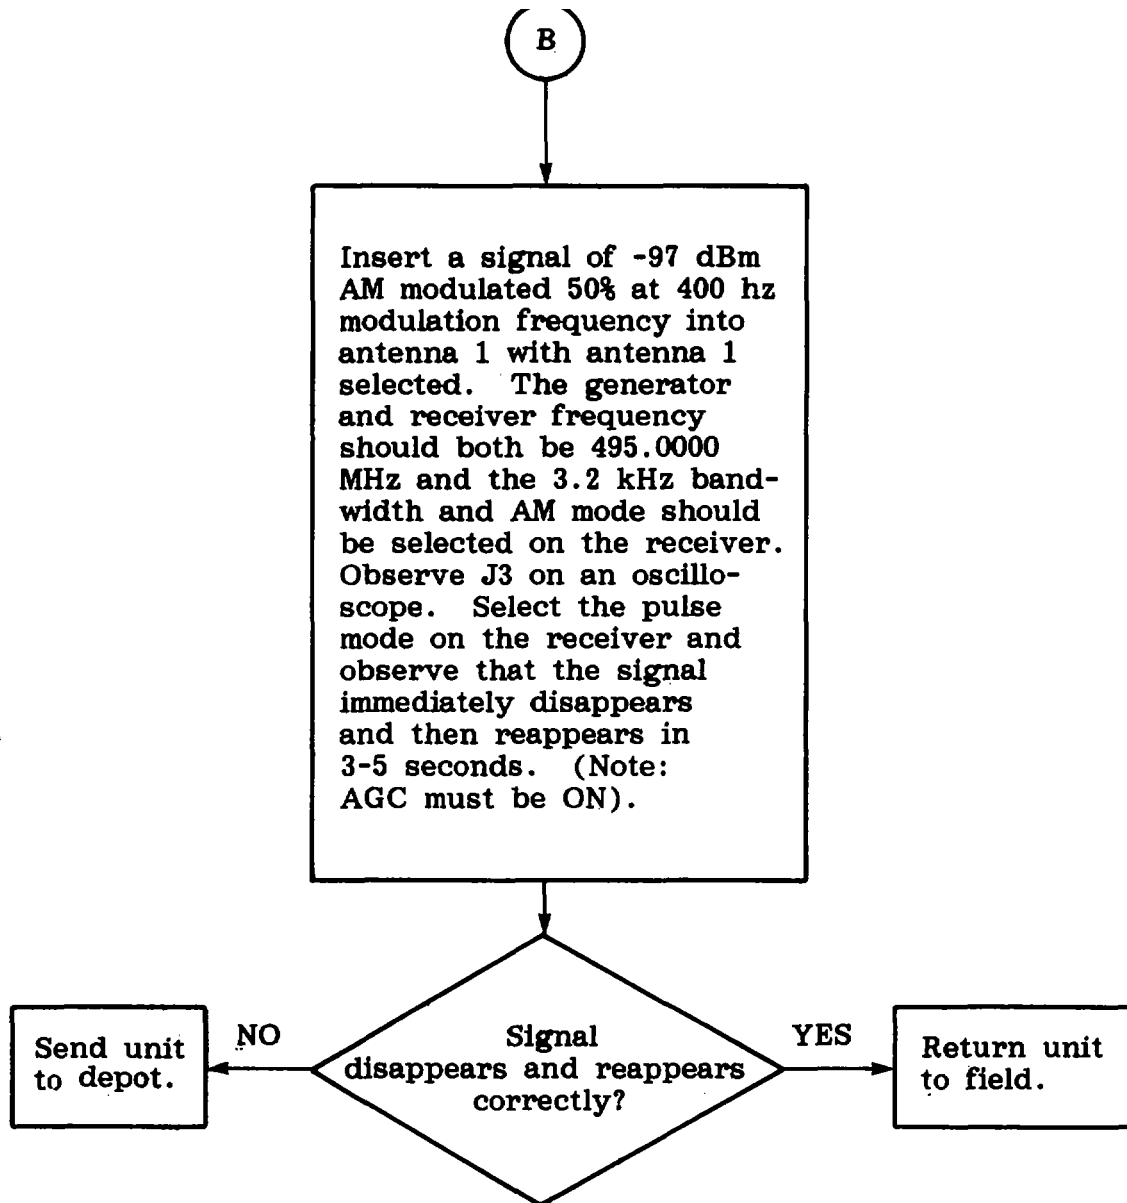 B
Insert a signal of -97 dBm
AM modulated 50% at 400 hz
modulation frequency into
antenna 1 with antenna 1
selected. The generator
and receiver frequency
should both be 495.0000
MHz and the 3.2 kHz band-
width and AM mode should
be selected on the receiver.
Observe J3 on an oscillo-
scope. Select the pulse
mode on the receiver and
observe that the signal
immediately disappears
and then reappears in
3-5 seconds. (Note:
AGC must be ON).
Send unit
to depot.
NO
Signal
disappears and reappears
correctly?
YES
Return unit
to field.